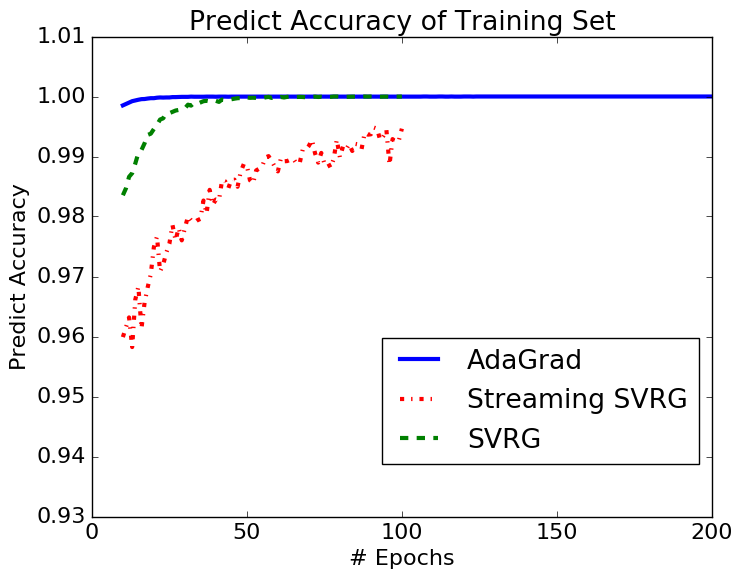 Predict Accuracy of Training Set
1.01
1.00
0.99
0.98
0.97
0.96
0.95
0.94
0.93
Predict Accuracy
AdaGrad
Streaming SVRG
SVRG
0
50
100
150
200
# Epochs